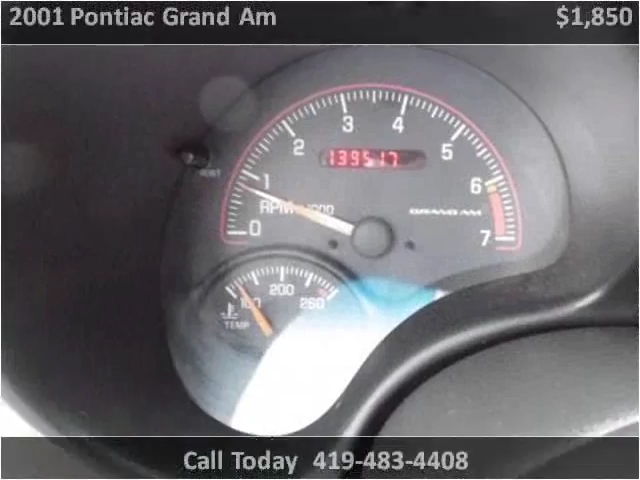 2001 Pontiac Grand Am $1,850
3 4
2 5
139517
1 6
RPM x1000 GRAND AM
0 7
200
100 260
TEMP
Call Today 419-483-4408